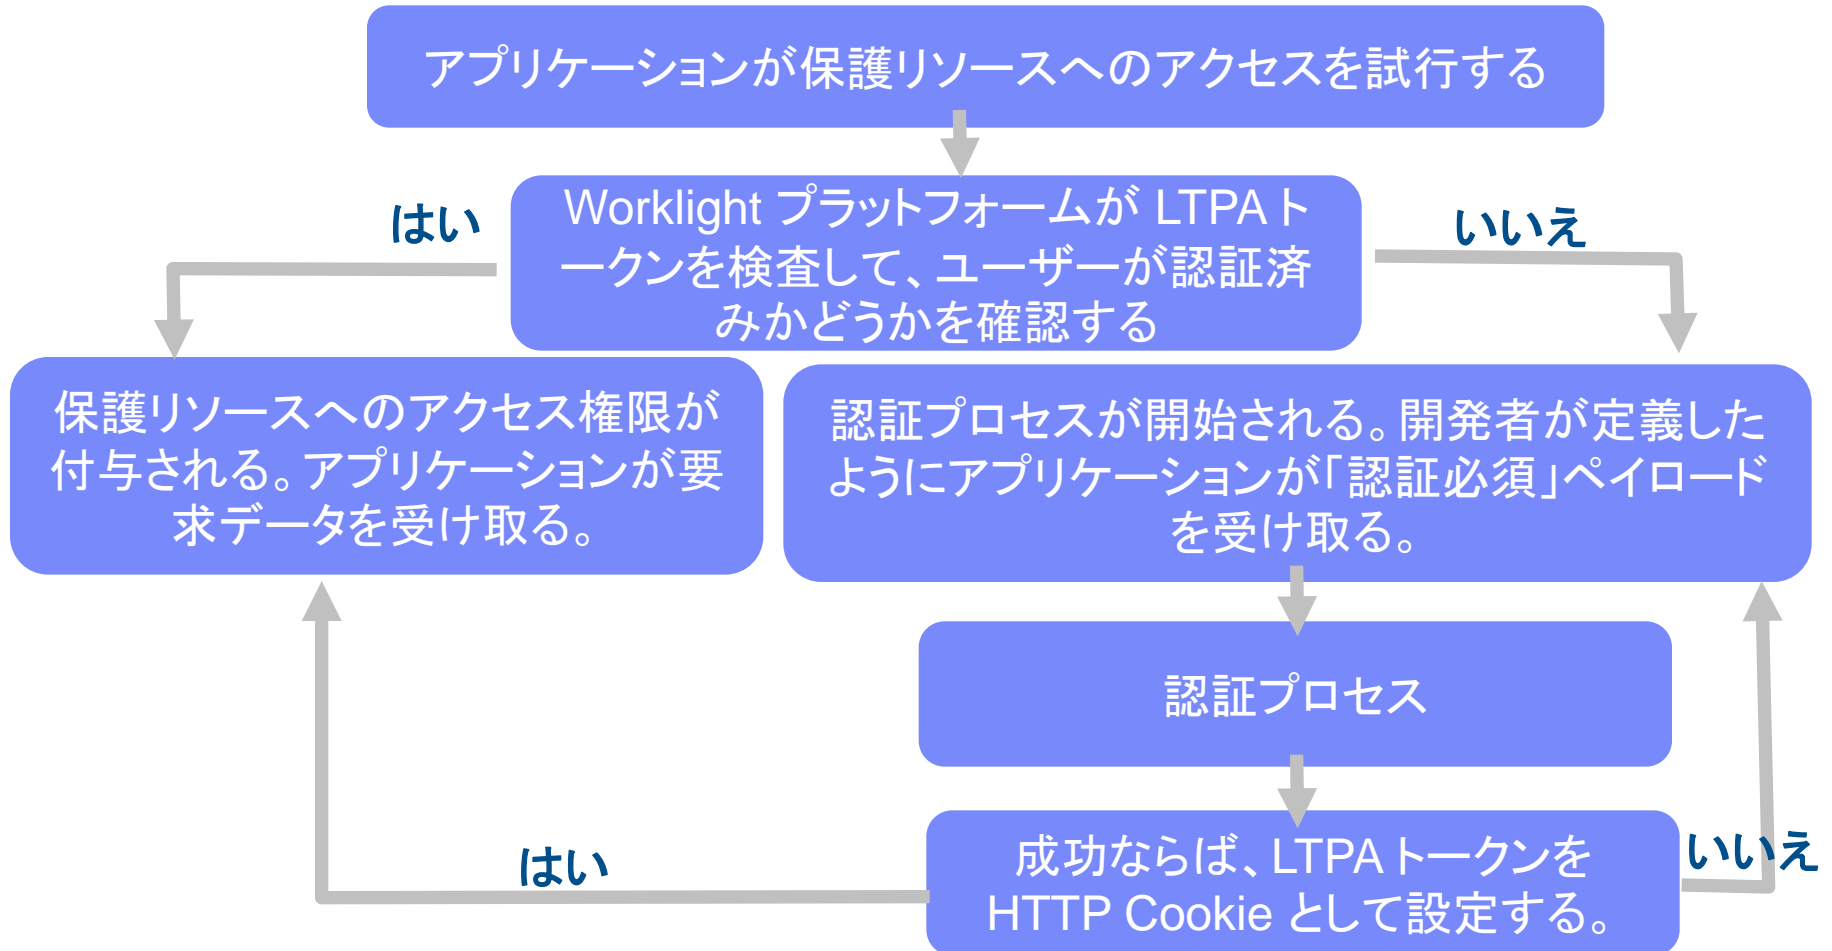 アプリケーションが保護リソースへのアクセスを試行する
はい
Worklight プラットフォームが LTPA ト
ークンを検査して、ユーザーが認証済
みかどうかを確認する
いいえ
保護リソースへのアクセス権限が
付与される。アプリケーションが要
求データを受け取る。
認証プロセスが開始される。開発者が定義した
ようにアプリケーションが「認証必須」ペイロード
を受け取る。
認証プロセス
はい
成功ならば、LTPA トークンを
HTTP Cookie として設定する。
いいえ